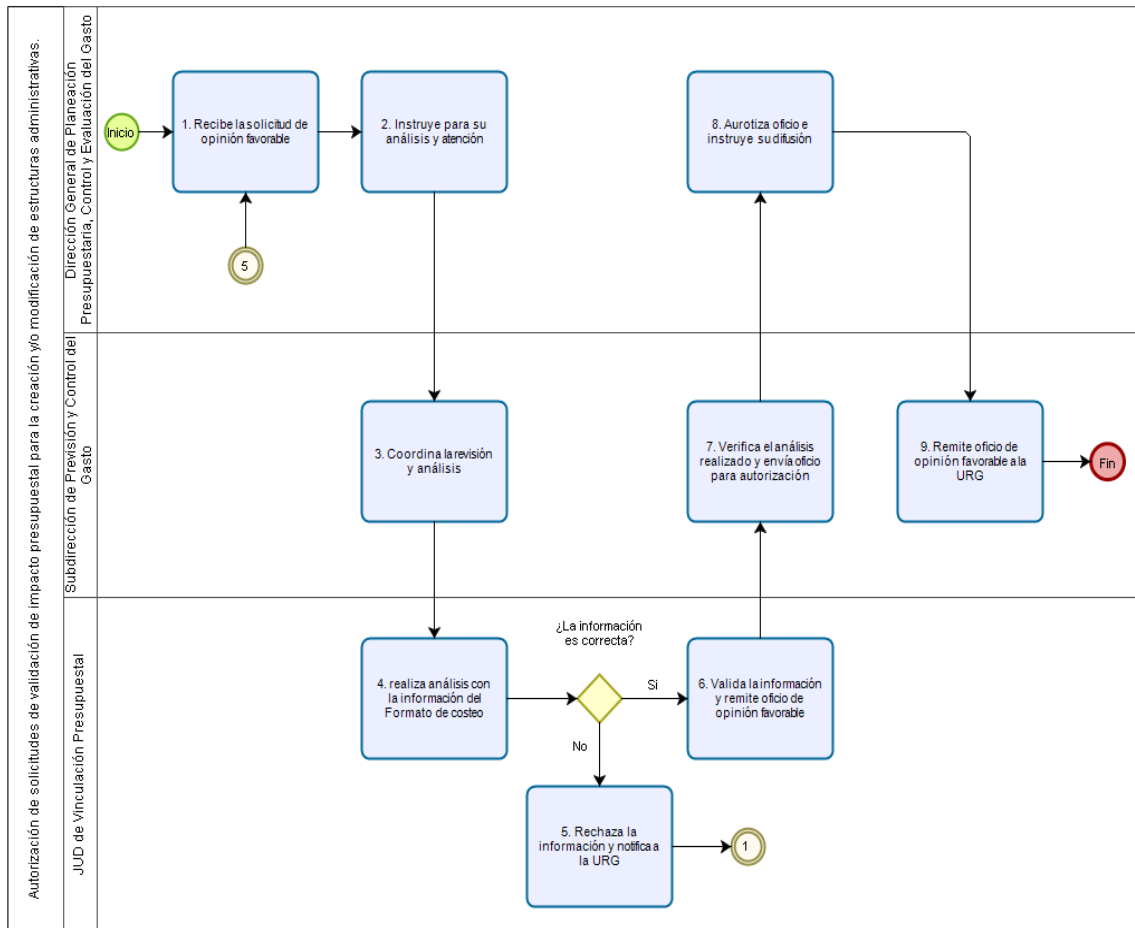 Autorización de solicitudes de validación de impacto presupuestal para la creación y/o modificación de estructuras administrativas.
Dirección General de Planeación
Presupuestaria, Control y Evaluación del Gasto
Inicio
1. Recibe la solicitud de
opinión favorable
2. Instruye para su
análisis y atención
8. Aurotiza oficio e
instruye su difusión
5
Subdirección de Previsión y Control del
Gasto
3. Coordina la revisión
y análisis
7. Verifica el análisis
realizado y envía oficio
para autorización
9. Remite oficio de
opinión favorable a la
URG
Fin
JUD de Vinculación Presupuestal
4. realiza análisis con
la información del
Formato de costeo
¿La información
es correcta?
Si
6. Valida la información
y remite oficio de
opinión favorable
No
5. Rechaza la
información y notifica a
la URG
1